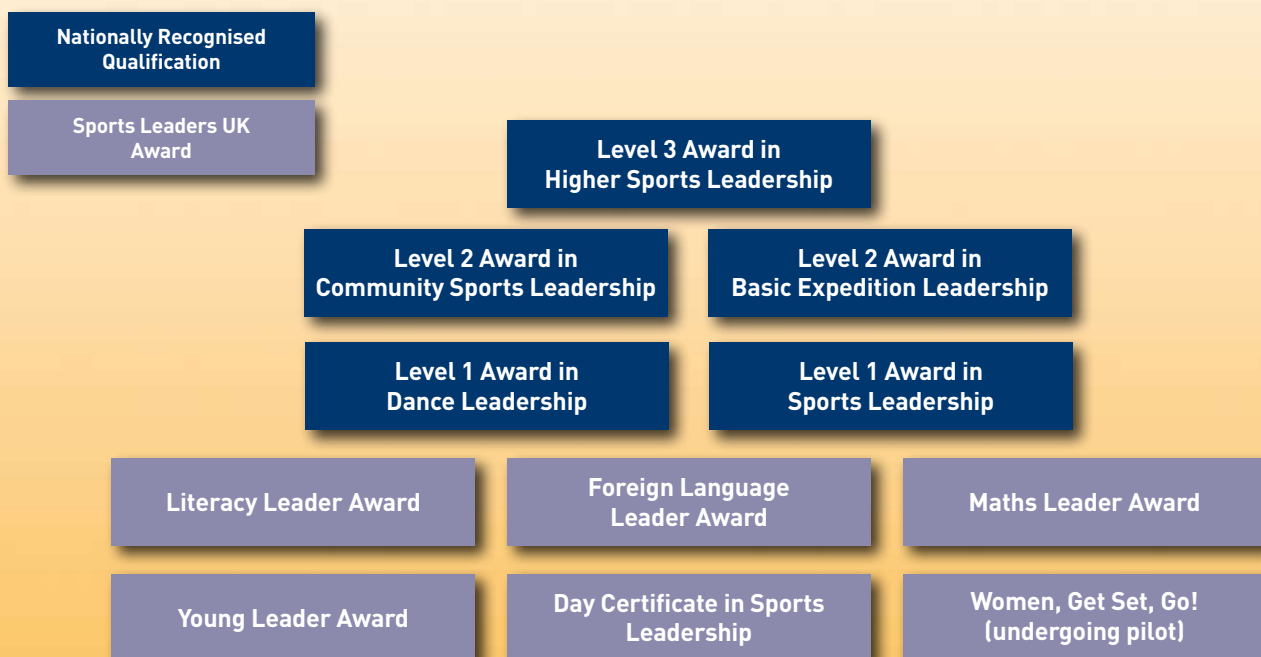 Nationally Recognised
Qualification
Sports Leaders UK
Award
Level 3 Award in
Higher Sports Leadership
Level 2 Award in
Community Sports Leadership
Level 2 Award in
Basic Expedition Leadership
Level 1 Award in
Dance Leadership
Level 1 Award in
Sports Leadership
Literacy Leader Award
Foreign Language
Leader Award
Maths Leader Award
Young Leader Award
Day Certificate in Sports
Leadership
Women, Get Set, Go!
(undergoing pilot)